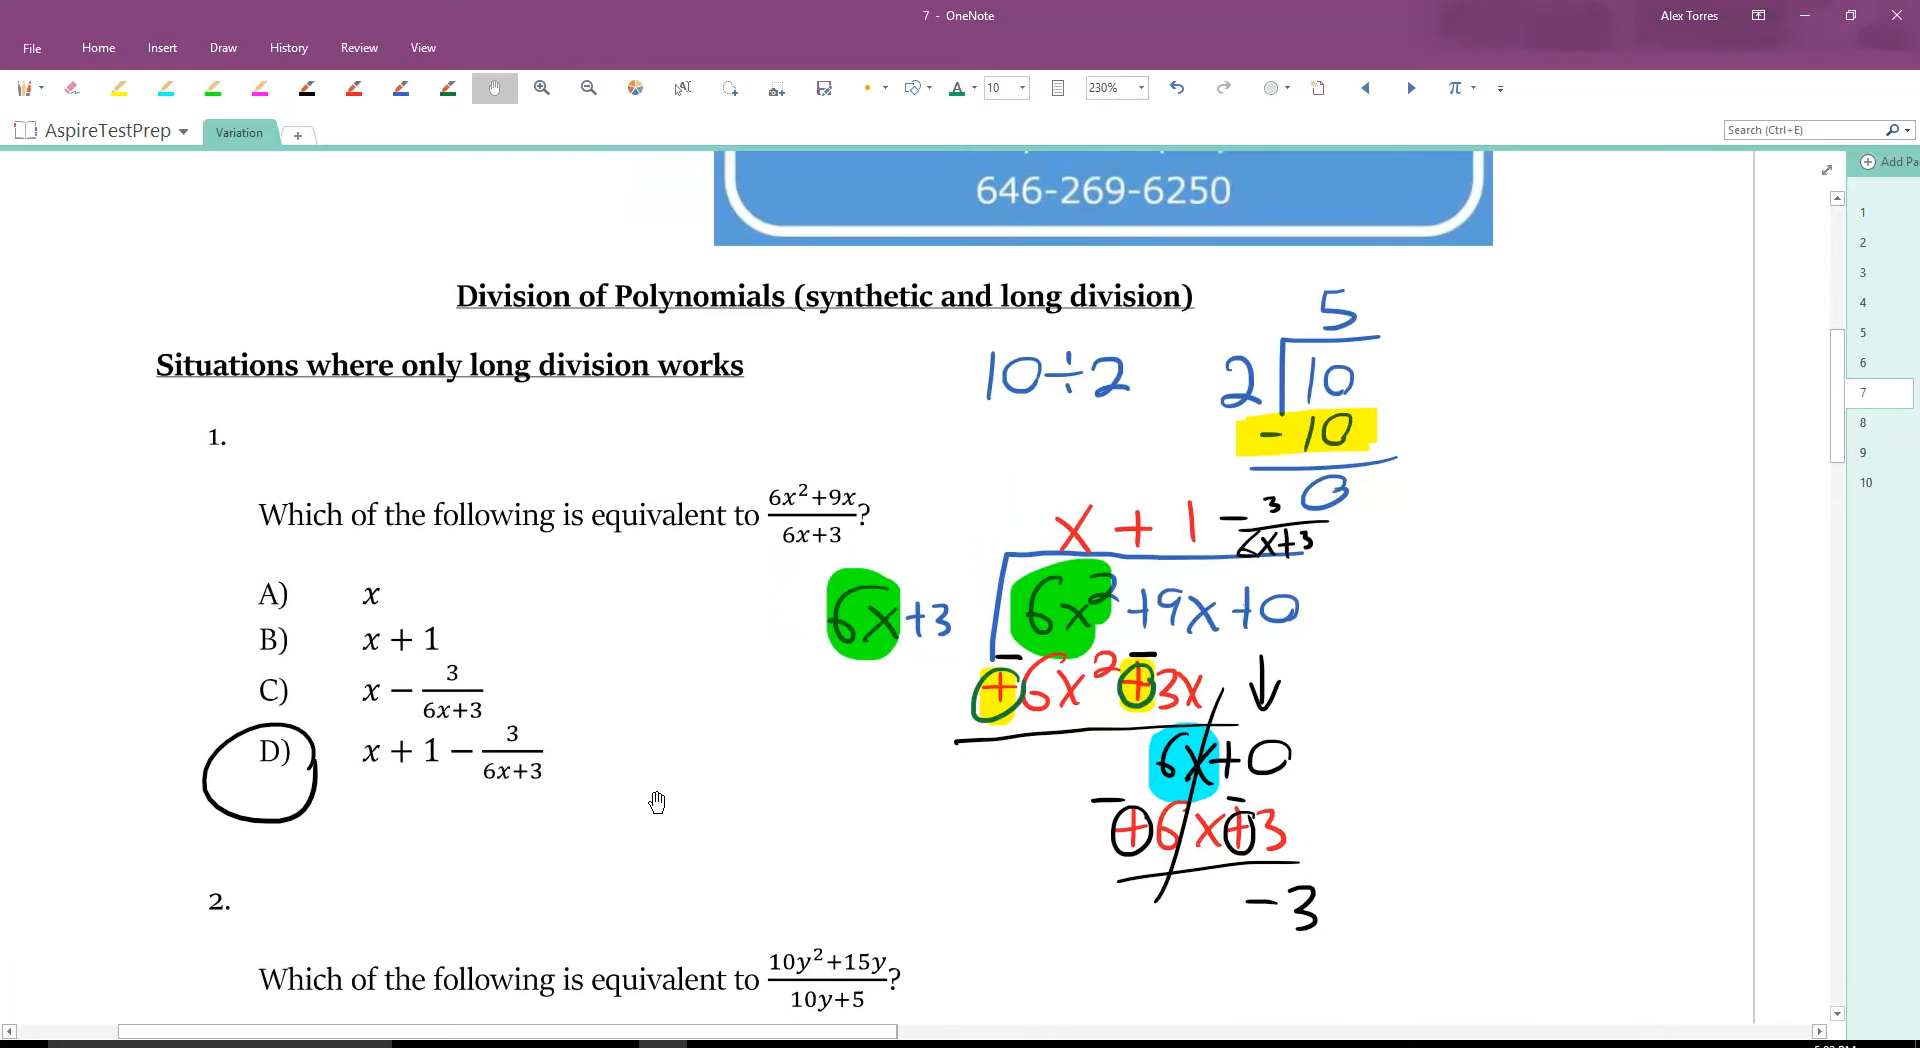 7 - OneNote
Alex Torres
File Home Insert Draw History Review View
10
230%
AspireTestPrep
Variation
Search (Ctrl+E)
Add Pa
646-269-6250
1
2
3
4
5
6
7
8
9
10
Division of Polynomials (synthetic and long division)
Situations where only long division works
10÷2
5
2 10
-10
0
1.
Which of the following is equivalent to (6x²+9x)/(6x+3)?
A) x
B) x + 1
C) x − 3/(6x+3)
D) x + 1 − 3/(6x+3)
x + 1 - 3/(6x+3)
6x+3 6x²+9x+0
- -
+6x²+3x
6x+0
- -
+6x+3
-3
2.
Which of the following is equivalent to (10y²+15y)/(10y+5)?